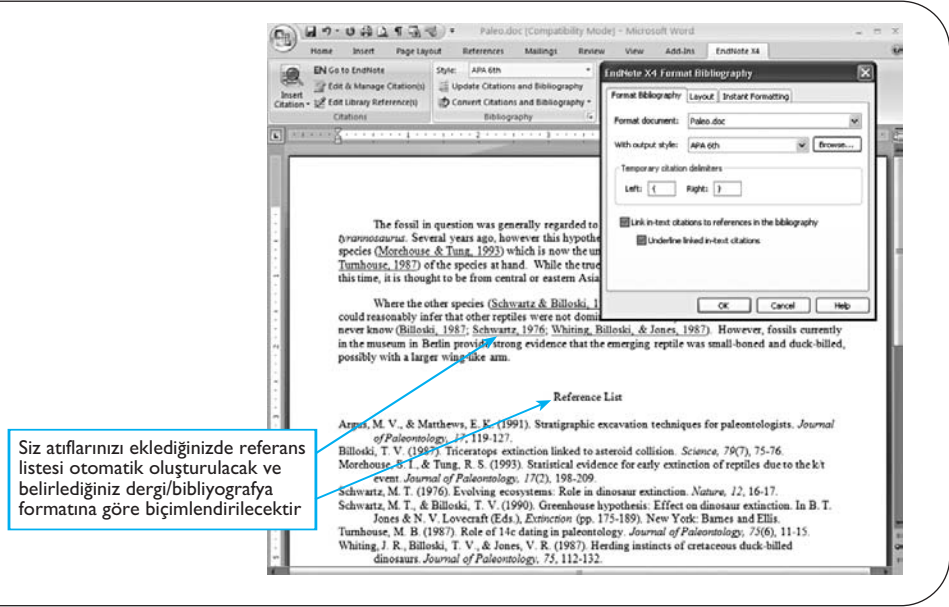 Paleo.doc [Compatibility Mode] - Microsoft Word
Home Insert Page Layout References Mailings Review View Add-Ins EndNote X4
Insert Citation
EN Go to EndNote
Edit & Manage Citation(s)
Edit Library Reference(s)
Citations
Style: APA 6th
Update Citations and Bibliography
Convert Citations and Bibliography
Bibliography
EndNote X4 Format Bibliography
Format Bibliography Layout Instant Formatting
Format document: Paleo.doc
With output style: APA 6th Browse...
Temporary citation delimiters
Left: { Right: }
Link in-text citations to references in the bibliography
Underline linked in-text citations
OK Cancel Help
The fossil in question was generally regarded to
tyrannosaurus. Several years ago, however this hypothe
species (Morehouse & Tung, 1993) which is now the un
Turnhouse, 1987) of the species at hand. While the true
this time, it is thought to be from central or eastern Asia
Where the other species (Schwartz & Billoski, 1
could reasonably infer that other reptiles were not domi
never know (Billoski, 1987; Schwartz, 1976; Whiting, Billoski, & Jones, 1987). However, fossils currently
in the museum in Berlin provide strong evidence that the emerging reptile was small-boned and duck-billed,
possibly with a larger wing-like arm.
Reference List
Argus, M. V., & Matthews, E. K. (1991). Stratigraphic excavation techniques for paleontologists. Journal
of Paleontology, 17, 119-127.
Billoski, T. V. (1987). Triceratops extinction linked to asteroid collision. Science, 79(7), 75-76.
Morehouse, S. I., & Tung, R. S. (1993). Statistical evidence for early extinction of reptiles due to the k/t
event. Journal of Paleontology, 17(2), 198-209.
Schwartz, M. T. (1976). Evolving ecosystems: Role in dinosaur extinction. Nature, 12, 16-17.
Schwartz, M. T., & Billoski, T. V. (1990). Greenhouse hypothesis: Effect on dinosaur extinction. In B. T.
Jones & N. V. Lovecraft (Eds.), Extinction (pp. 175-189). New York: Barnes and Ellis.
Turnhouse, M. B. (1987). Role of 14c dating in paleontology. Journal of Paleontology, 75(6), 11-15.
Whiting, J. R., Billoski, T. V., & Jones, V. R. (1987). Herding instincts of cretaceous duck-billed
dinosaurs. Journal of Paleontology, 75, 112-132.
Siz atıflarınızı eklediğinizde referans
listesi otomatik oluşturulacak ve
belirlediğiniz dergi/bibliyografya
formatına göre biçimlendirilecektir